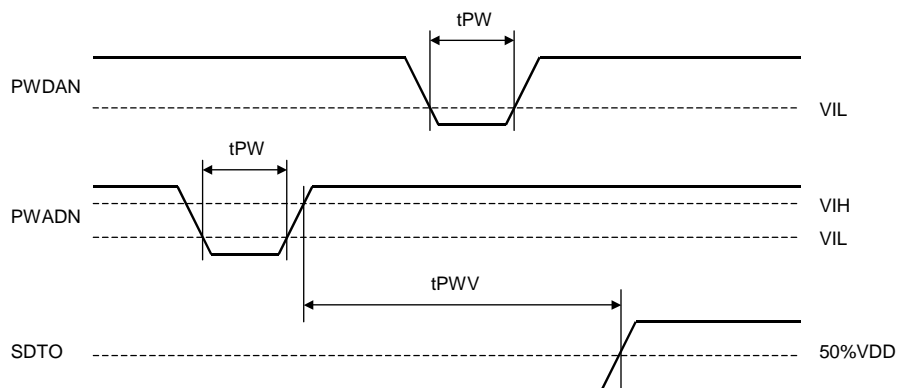 tPW
PWDAN
VIL
tPW
PWADN
VIH
VIL
tPWV
SDTO
50%VDD